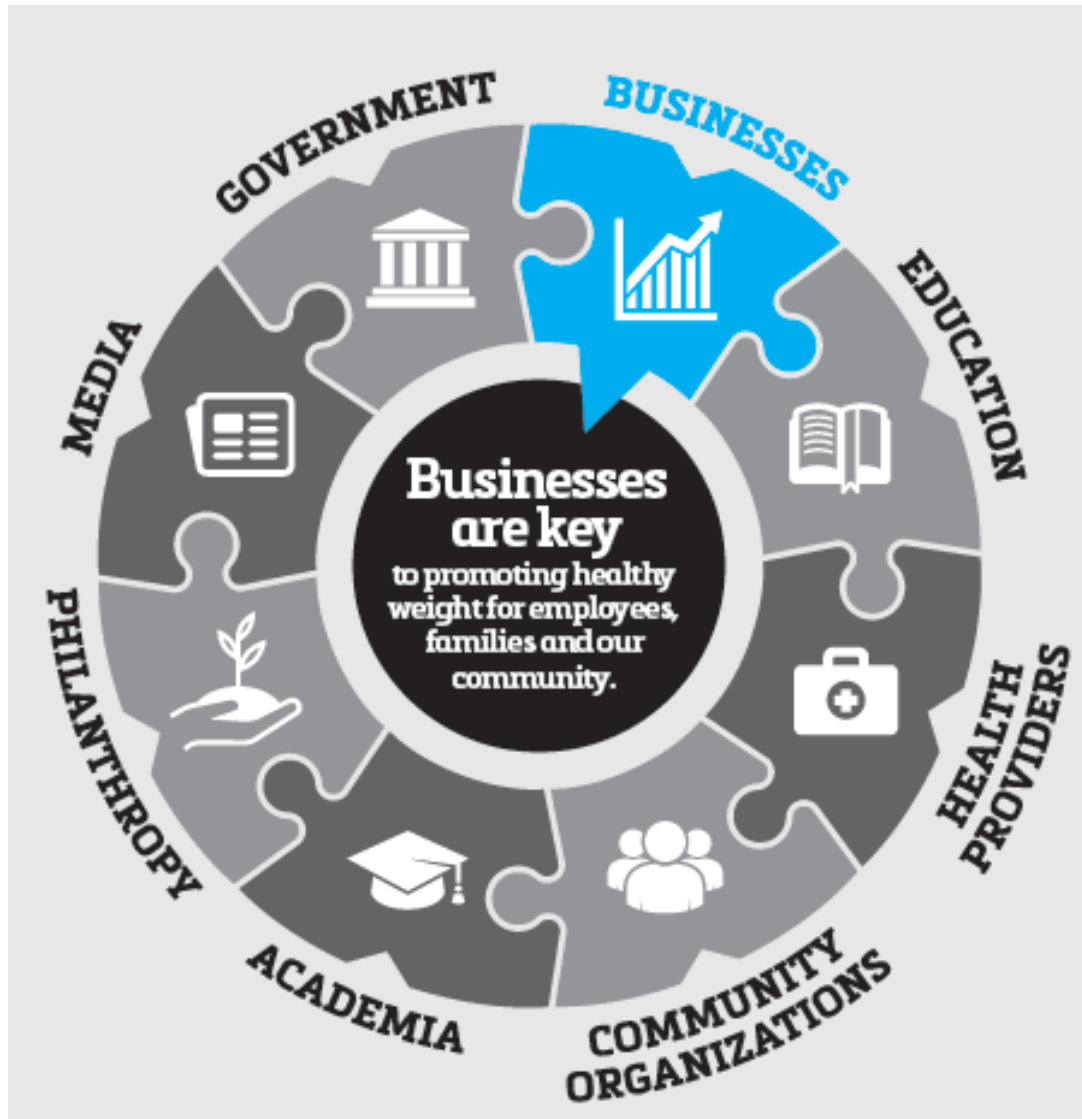 GOVERNMENT
BUSINESSES
EDUCATION
HEALTH
PROVIDERS
COMMUNITY
ORGANIZATIONS
ACADEMIA
PHILANTHROPY
MEDIA
Businesses
are key
to promoting healthy
weight for employees,
families and our
community.